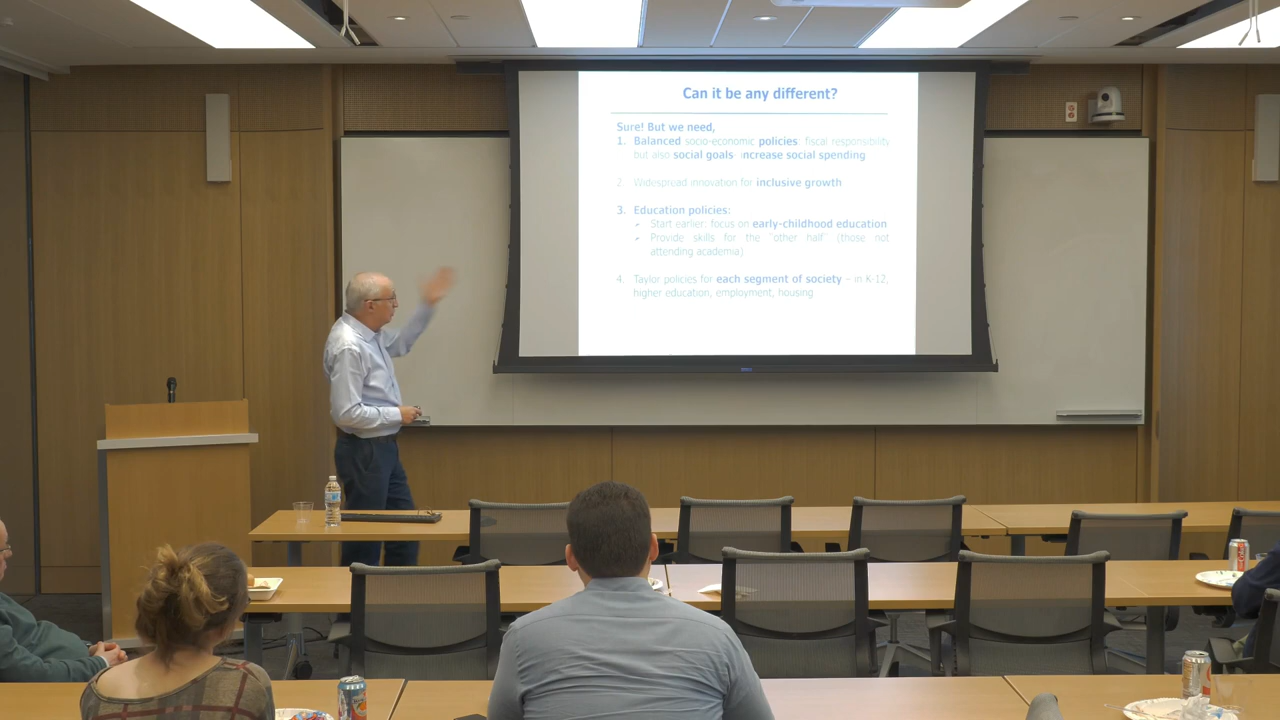 Can it be any different?
Sure! But we need,
1. Balanced socio-economic policies: fiscal responsibility
but also social goals- increase social spending
2. Widespread innovation for inclusive growth
3. Education policies:
➢ Start earlier: focus on early-childhood education
➢ Provide skills for the "other half" (those not
attending academia)
4. Taylor policies for each segment of society – in K-12,
higher education, employment, housing